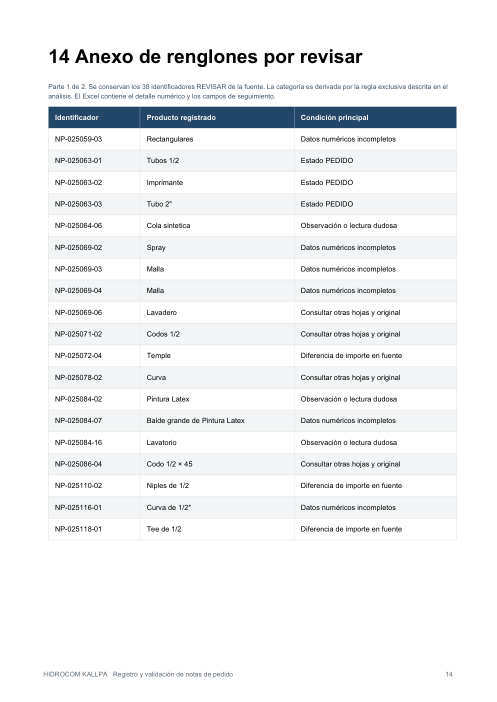 14 Anexo de renglones por revisar
Parte 1 de 2. Se conservan los 38 identificadores REVISAR de la fuente. La categoría es derivada por la regla exclusiva descrita en el
análisis. El Excel contiene el detalle numérico y los campos de seguimiento.
Identificador Producto registrado Condición principal
NP-025059-03 Rectangulares Datos numéricos incompletos
NP-025063-01 Tubos 1/2 Estado PEDIDO
NP-025063-02 Imprimante Estado PEDIDO
NP-025063-03 Tubo 2" Estado PEDIDO
NP-025064-06 Cola sintetica Observación o lectura dudosa
NP-025069-02 Spray Datos numéricos incompletos
NP-025069-03 Malla Datos numéricos incompletos
NP-025069-04 Malla Datos numéricos incompletos
NP-025069-06 Lavadero Consultar otras hojas y original
NP-025071-02 Codos 1/2 Consultar otras hojas y original
NP-025072-04 Temple Diferencia de importe en fuente
NP-025078-02 Curva Consultar otras hojas y original
NP-025084-02 Pintura Latex Observación o lectura dudosa
NP-025084-07 Balde grande de Pintura Latex Datos numéricos incompletos
NP-025084-16 Lavatorio Observación o lectura dudosa
NP-025086-04 Codo 1/2 × 45 Consultar otras hojas y original
NP-025110-02 Niples de 1/2 Diferencia de importe en fuente
NP-025116-01 Curva de 1/2" Datos numéricos incompletos
NP-025118-01 Tee de 1/2 Diferencia de importe en fuente
HIDROCOM KALLPA Registro y validación de notas de pedido 14